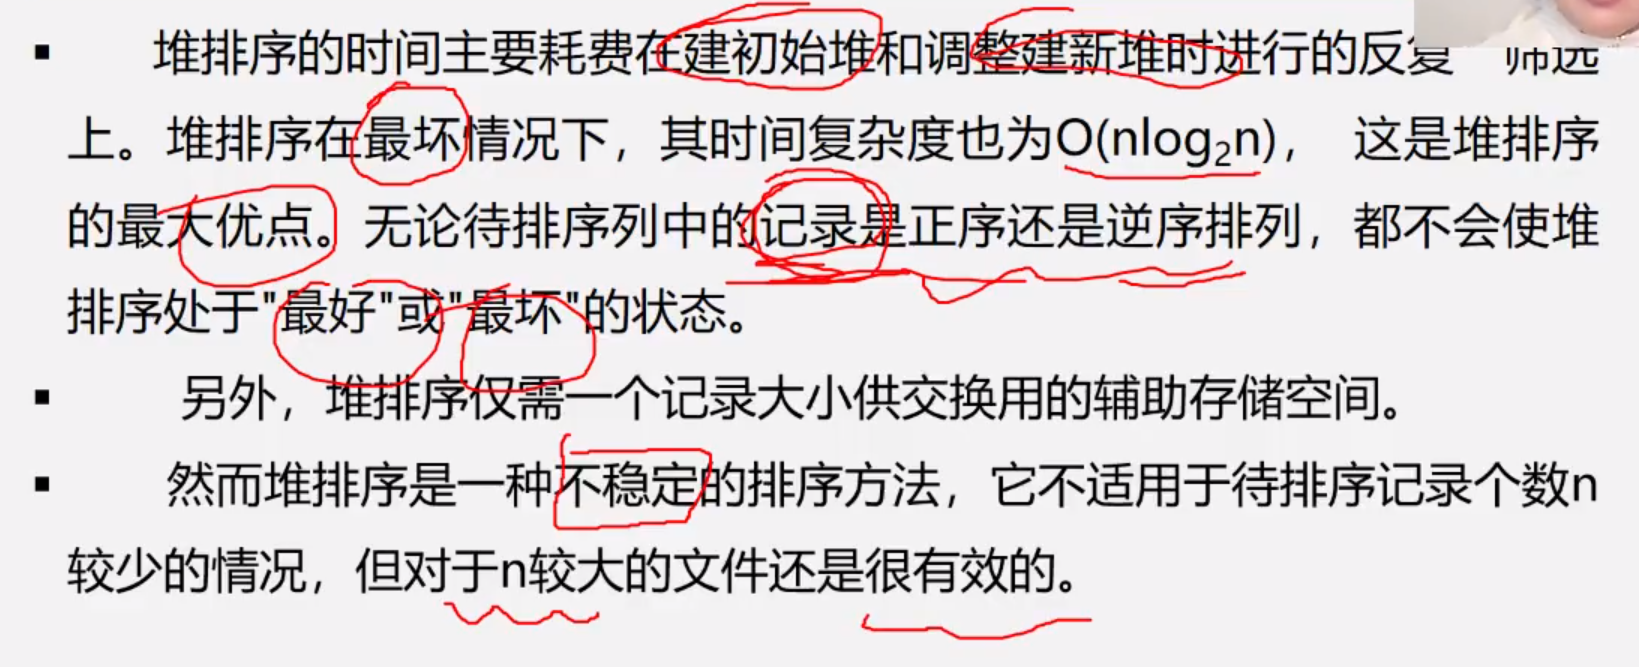 ▪ 堆排序的时间主要耗费在建初始堆和调整建新堆时进行的反复 筛选
上。堆排序在最坏情况下，其时间复杂度也为O(nlog₂n)， 这是堆排序
的最大优点。无论待排序列中的记录是正序还是逆序排列，都不会使堆
排序处于"最好"或"最坏"的状态。
▪ 另外，堆排序仅需一个记录大小供交换用的辅助存储空间。
▪ 然而堆排序是一种不稳定的排序方法，它不适用于待排序记录个数n
较少的情况，但对于n较大的文件还是很有效的。